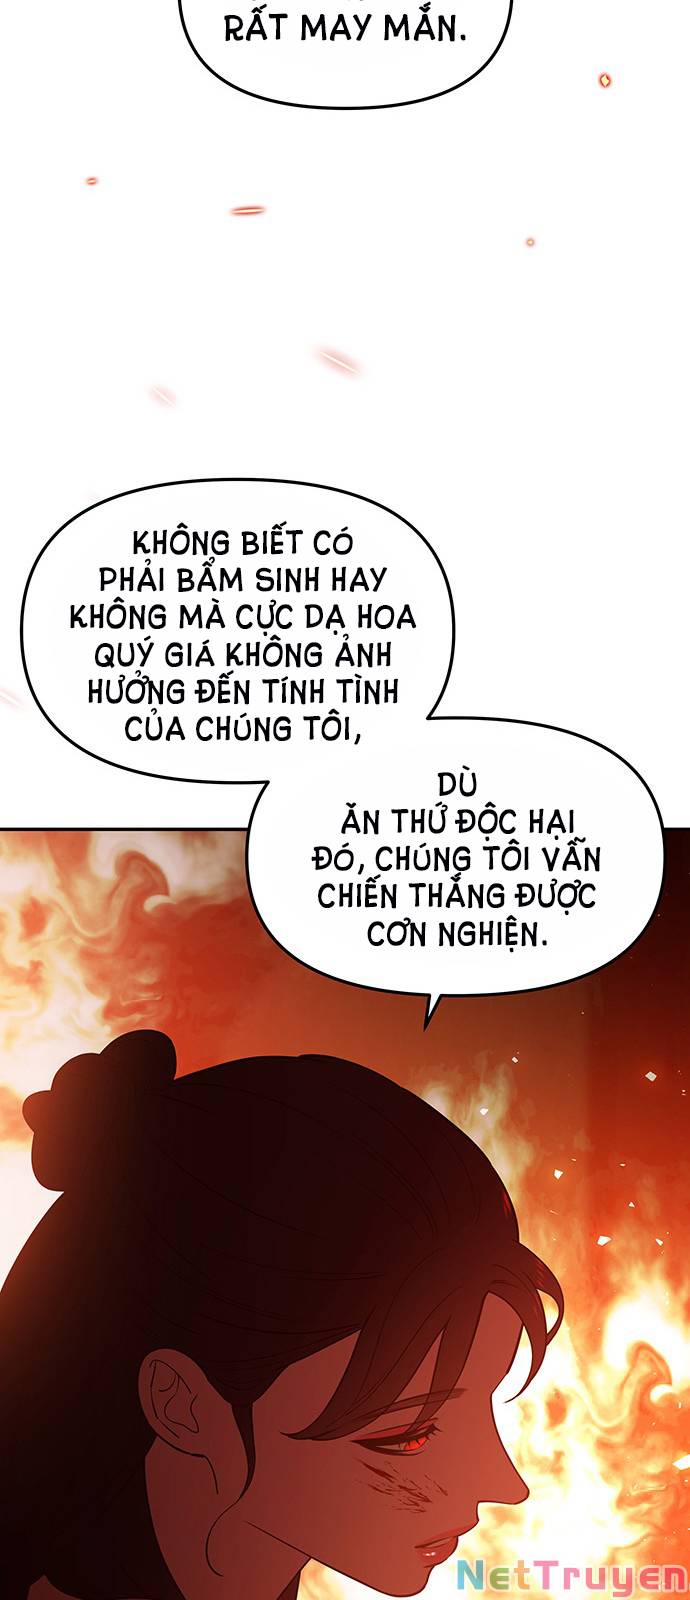 RẤT MAY MẮN.
KHÔNG BIẾT CÓ
PHẢI BẨM SINH HAY
KHÔNG MÀ CỰC DẠ HOA
QUÝ GIÁ KHÔNG ẢNH
HƯỞNG ĐẾN TÍNH TÌNH
CỦA CHÚNG TÔI,
DÙ
ĂN THỨ ĐỘC HẠI
ĐÓ, CHÚNG TÔI VẪN
CHIẾN THẮNG ĐƯỢC
CƠN NGHIỆN.
NETTRUYEN